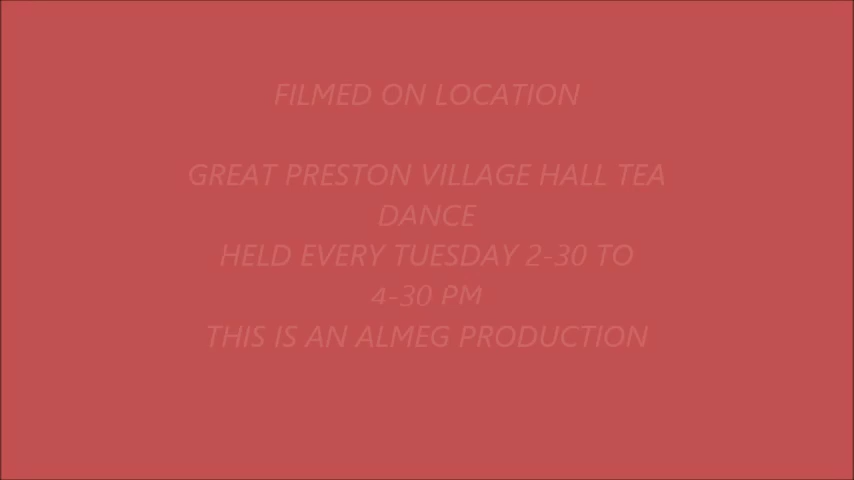 FILMED ON LOCATION
GREAT PRESTON VILLAGE HALL TEA
DANCE
HELD EVERY TUESDAY 2-30 TO
4-30 PM
THIS IS AN ALMEG PRODUCTION